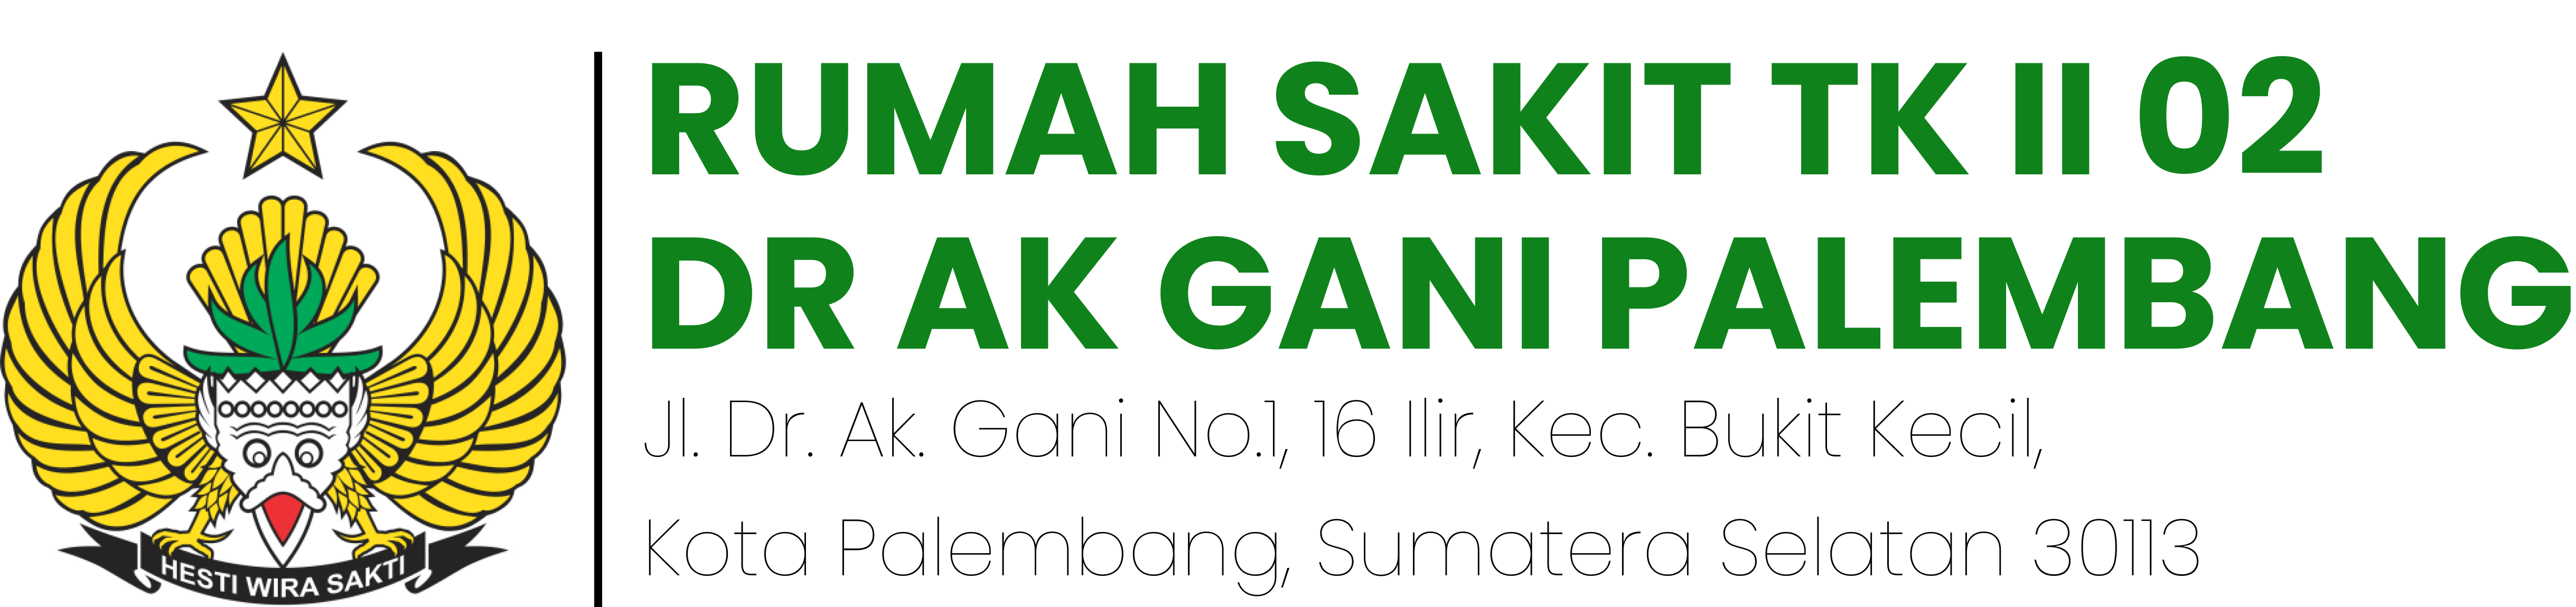 RUMAH SAKIT TK II 02
DR AK GANI PALEMBANG
Jl. Dr. Ak. Gani No.1, 16 Ilir, Kec. Bukit Kecil,
Kota Palembang, Sumatera Selatan 30113
HESTI WIRA SAKTI